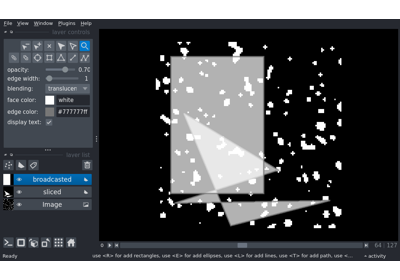 File View Window Plugins Help
layer controls
opacity: 0.70
edge width: 1
blending: translucen
face color: white
edge color: #777777ff
display text:
layer list
broadcasted
sliced
Image
64 127
Ready use <R> for add rectangles, use <E> for add ellipses, use <L> for add lines, use <T> for add path, use <... activity